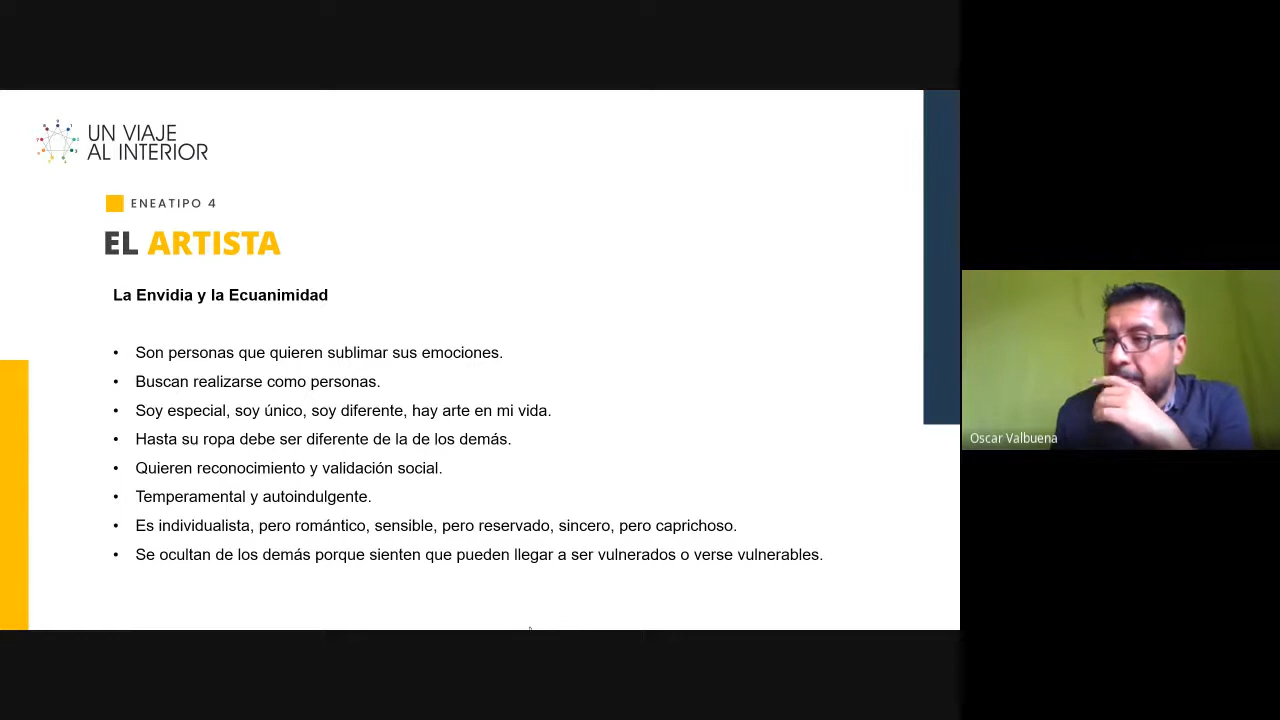 UN VIAJE
AL INTERIOR
ENEATIPO 4
EL ARTISTA
La Envidia y la Ecuanimidad
• Son personas que quieren sublimar sus emociones.
• Buscan realizarse como personas.
• Soy especial, soy único, soy diferente, hay arte en mi vida.
• Hasta su ropa debe ser diferente de la de los demás.
• Quieren reconocimiento y validación social.
• Temperamental y autoindulgente.
• Es individualista, pero romántico, sensible, pero reservado, sincero, pero caprichoso.
• Se ocultan de los demás porque sienten que pueden llegar a ser vulnerados o verse vulnerables.
Oscar Valbuena